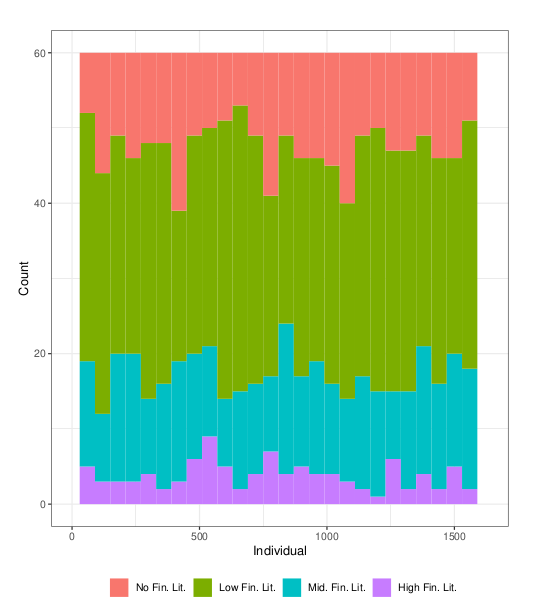 60
40
20
0
Count
0 500 1000 1500
Individual
No Fin. Lit. Low Fin. Lit. Mid. Fin. Lit. High Fin. Lit.